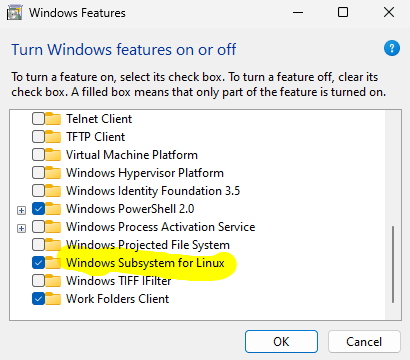 Windows Features
Turn Windows features on or off
To turn a feature on, select its check box. To turn a feature off, clear its
check box. A filled box means that only part of the feature is turned on.
Telnet Client
TFTP Client
Virtual Machine Platform
Windows Hypervisor Platform
Windows Identity Foundation 3.5
Windows PowerShell 2.0
Windows Process Activation Service
Windows Projected File System
Windows Subsystem for Linux
Windows TIFF IFilter
Work Folders Client
OK
Cancel